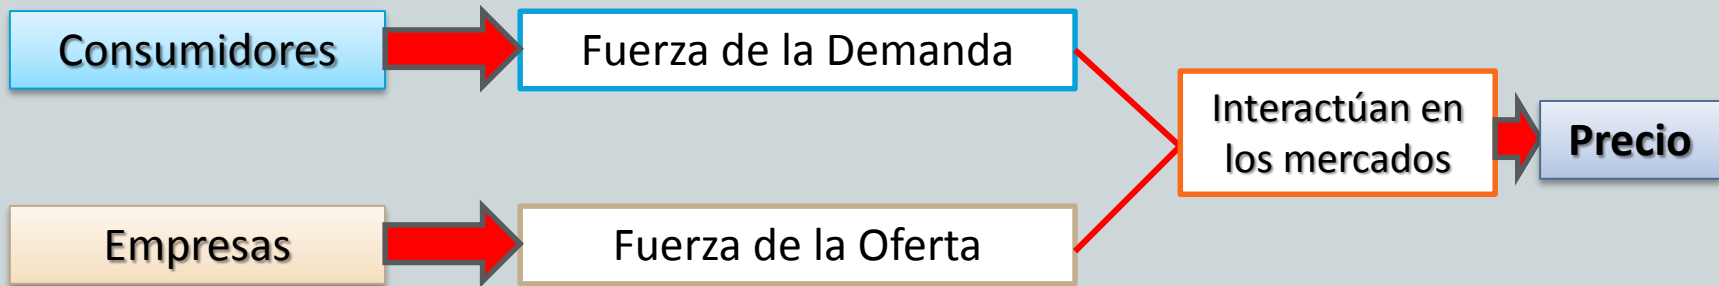 Consumidores
Fuerza de la Demanda
Empresas
Fuerza de la Oferta
Interactúan en
los mercados
Precio